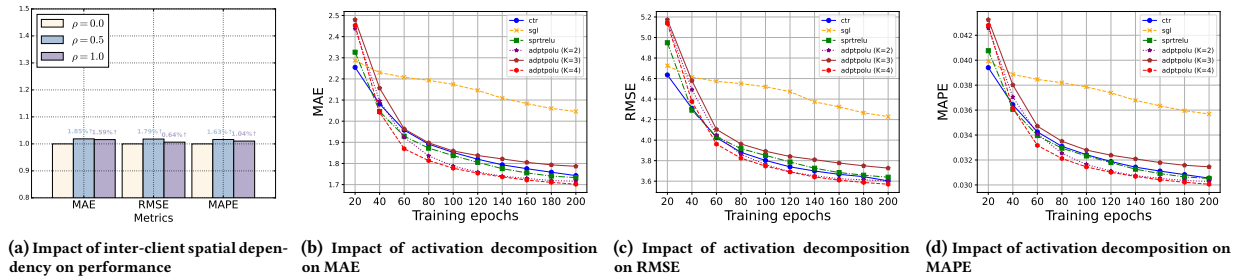 1.5
1.4
1.3
1.2
1.1
1.0
0.9
0.8
ρ = 0.0
ρ = 0.5
ρ = 1.0
1.85%↑ 1.59%↑
1.79%↑ 0.64%↑
1.63%↑ 1.04%↑
MAE RMSE MAPE
Metrics
(a) Impact of inter-client spatial depen-
dency on performance
MAE
2.5
2.4
2.3
2.2
2.1
2.0
1.9
1.8
1.7
ctr
sgl
sprtrelu
adptpolu (K=2)
adptpolu (K=3)
adptpolu (K=4)
20 40 60 80 100 120 140 160 180 200
Training epochs
(b) Impact of activation decomposition
on MAE
RMSE
5.2
5.0
4.8
4.6
4.4
4.2
4.0
3.8
3.6
ctr
sgl
sprtrelu
adptpolu (K=2)
adptpolu (K=3)
adptpolu (K=4)
20 40 60 80 100 120 140 160 180 200
Training epochs
(c) Impact of activation decomposition
on RMSE
MAPE
0.042
0.040
0.038
0.036
0.034
0.032
0.030
ctr
sgl
sprtrelu
adptpolu (K=2)
adptpolu (K=3)
adptpolu (K=4)
20 40 60 80 100 120 140 160 180 200
Training epochs
(d) Impact of activation decomposition on
MAPE